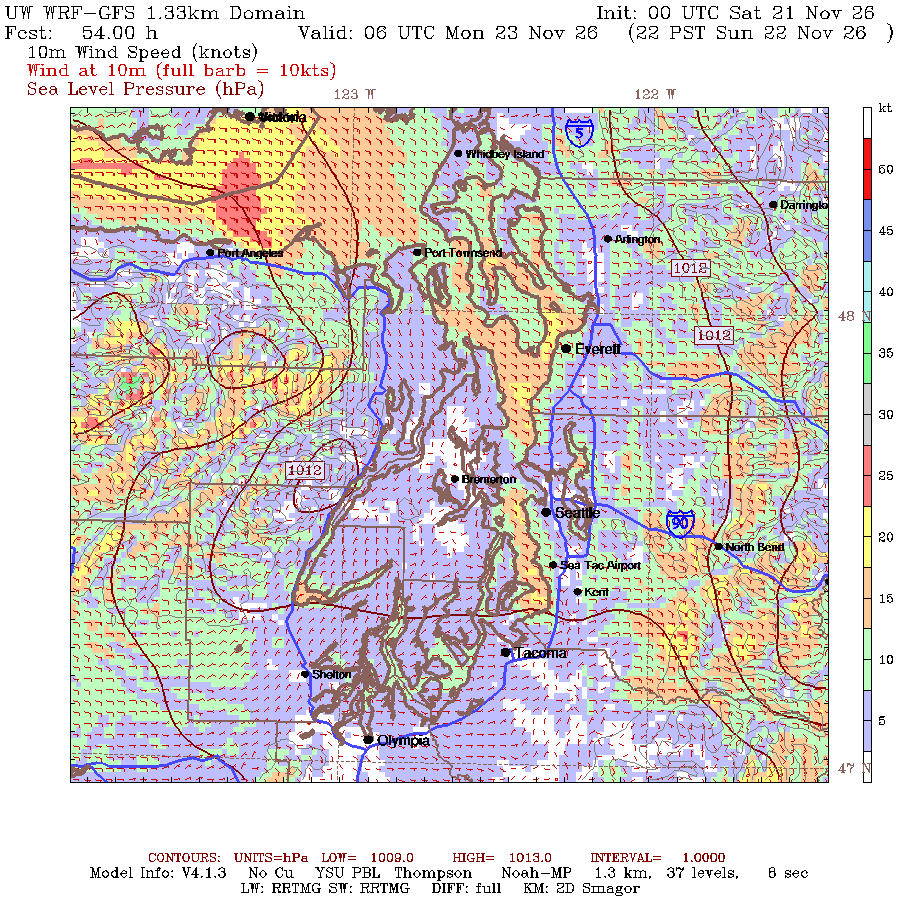 UW WRF-GFS 1.33km Domain Init: 00 UTC Sat 21 Nov 26
Fcst: 54.00 h Valid: 06 UTC Mon 23 Nov 26 (22 PST Sun 22 Nov 26 )
10m Wind Speed (knots)
Wind at 10m (full barb = 10kts)
Sea Level Pressure (hPa)
123 W 122 W
kt
Victoria
5
Whidbey Island
60
Darringto
50
Arlington
45
Port Angeles
Port Townsend
1012
40
48 N
1012
Everett
35
30
1012
Bremerton
25
Seattle
90
20
North Bend
Sea Tac Airport
Kent
15
Tacoma
10
Shelton
5
Olympia
47 N
CONTOURS: UNITS=hPa LOW= 1009.0 HIGH= 1013.0 INTERVAL= 1.0000
Model Info: V4.1.3 No Cu YSU PBL Thompson Noah-MP 1.3 km, 37 levels, 8 sec
LW: RRTMG SW: RRTMG DIFF: full KM: 2D Smagor